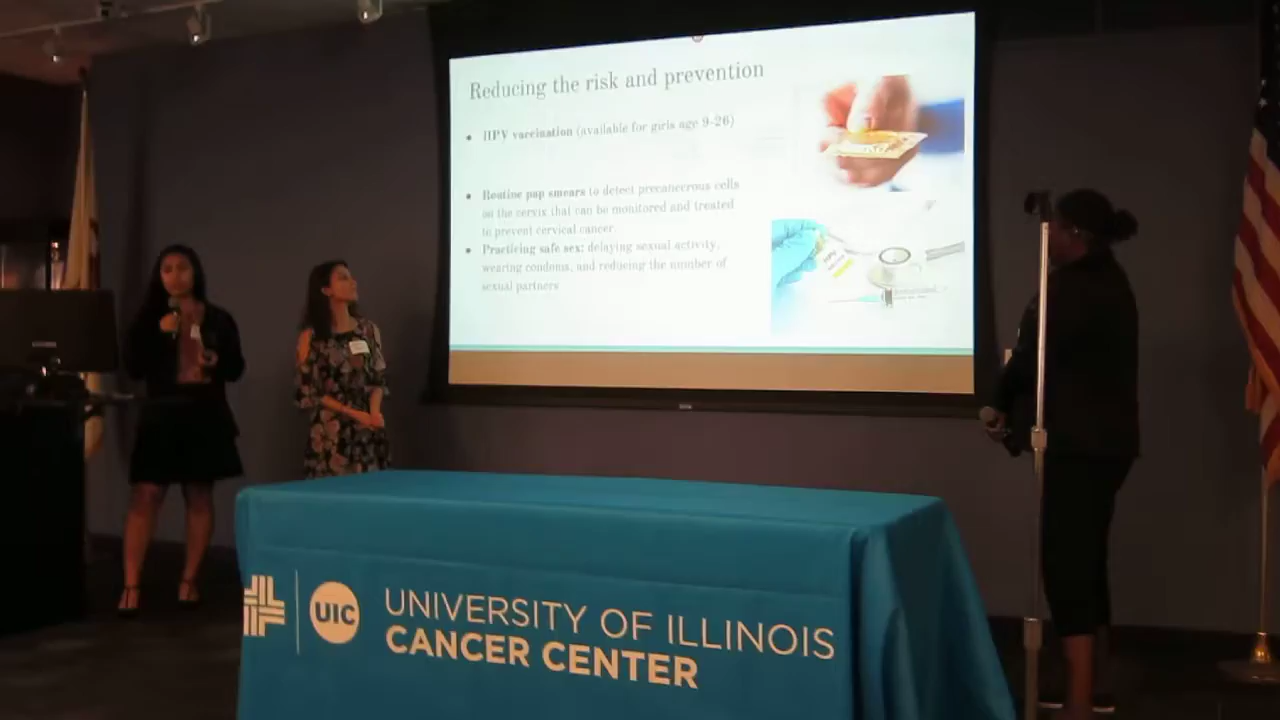 Reducing the risk and prevention
• HPV vaccination (available for girls age 9-26)
• Routine pap smears to detect precancerous cells
on the cervix that can be monitored and treated
to prevent cervical cancer.
• Practicing safe sex: delaying sexual activity,
wearing condoms, and reducing the number of
sexual partners
HPV
UIC
UNIVERSITY OF ILLINOIS
CANCER CENTER